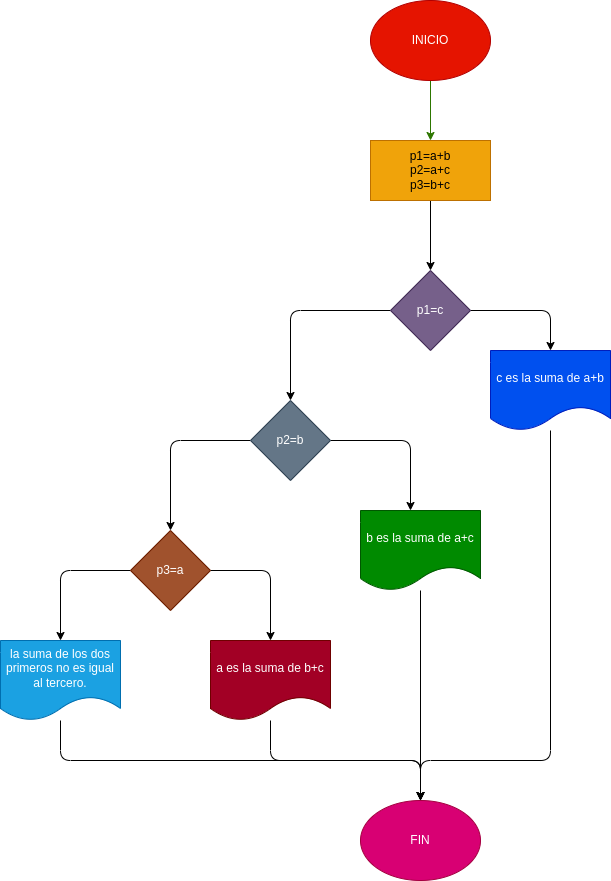 INICIO
p1=a+b
p2=a+c
p3=b+c
p1=c
c es la suma de a+b
p2=b
b es la suma de a+c
p3=a
la suma de los dos
primeros no es igual
al tercero.
a es la suma de b+c
FIN